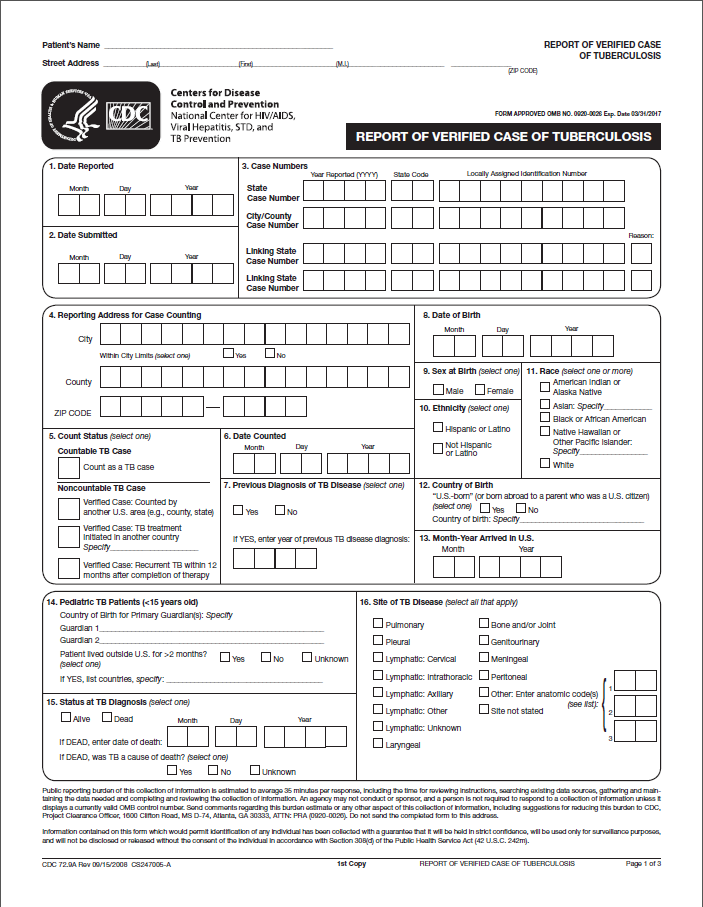 Patient's Name
REPORT OF VERIFIED CASE
OF TUBERCULOSIS
Street Address
(Last) (First) (M.I.)
(ZIP CODE)
CDC
Centers for Disease
Control and Prevention
National Center for HIV/AIDS,
Viral Hepatitis, STD, and
TB Prevention
FORM APPROVED OMB NO. 0920-0026 Exp. Date 03/31/2017
REPORT OF VERIFIED CASE OF TUBERCULOSIS
1. Date Reported
Month Day Year
2. Date Submitted
Month Day Year
3. Case Numbers
Year Reported (YYYY) State Code Locally Assigned Identification Number
State
Case Number
City/County
Case Number
Reason:
Linking State
Case Number
Linking State
Case Number
4. Reporting Address for Case Counting
City
Within City Limits (select one) Yes No
County
ZIP CODE
5. Count Status (select one)
Countable TB Case
Count as a TB case
Noncountable TB Case
Verified Case: Counted by
another U.S. area (e.g., county, state)
Verified Case: TB treatment
initiated in another country
Specify
Verified Case: Recurrent TB within 12
months after completion of therapy
6. Date Counted
Month Day Year
7. Previous Diagnosis of TB Disease (select one)
Yes No
If YES, enter year of previous TB disease diagnosis:
8. Date of Birth
Month Day Year
9. Sex at Birth (select one)
Male Female
10. Ethnicity (select one)
Hispanic or Latino
Not Hispanic
or Latino
11. Race (select one or more)
American Indian or
Alaska Native
Asian: Specify
Black or African American
Native Hawaiian or
Other Pacific Islander:
Specify
White
12. Country of Birth
"U.S.-born" (or born abroad to a parent who was a U.S. citizen)
(select one) Yes No
Country of birth: Specify
13. Month-Year Arrived in U.S.
Month Year
14. Pediatric TB Patients (<15 years old)
Country of Birth for Primary Guardian(s): Specify
Guardian 1
Guardian 2
Patient lived outside U.S. for >2 months?
(select one)
Yes No Unknown
If YES, list countries, specify:
15. Status at TB Diagnosis (select one)
Alive Dead
Month Day Year
If DEAD, enter date of death:
If DEAD, was TB a cause of death? (select one)
Yes No Unknown
16. Site of TB Disease (select all that apply)
Pulmonary
Pleural
Lymphatic: Cervical
Lymphatic: Intrathoracic
Lymphatic: Axillary
Lymphatic: Other
Lymphatic: Unknown
Laryngeal
Bone and/or Joint
Genitourinary
Meningeal
Peritoneal
Other: Enter anatomic code(s)
(see list):
Site not stated
1
2
3
Public reporting burden of this collection of information is estimated to average 35 minutes per response, including the time for reviewing instructions, searching existing data sources, gathering and main-
taining the data needed and completing and reviewing the collection of information. An agency may not conduct or sponsor, and a person is not required to respond to a collection of information unless it
displays a currently valid OMB control number. Send comments regarding this burden estimate or any other aspect of this collection of information, including suggestions for reducing this burden to CDC,
Project Clearance Officer, 1600 Clifton Road, MS D-74, Atlanta, GA 30333, ATTN: PRA (0920-0026). Do not send the completed form to this address.
Information contained on this form which would permit identification of any individual has been collected with a guarantee that it will be held in strict confidence, will be used only for surveillance purposes,
and will not be disclosed or released without the consent of the individual in accordance with Section 308(d) of the Public Health Service Act (42 U.S.C. 242m).
CDC 72.9A Rev 09/15/2008 CS247005-A
1st Copy
REPORT OF VERIFIED CASE OF TUBERCULOSIS
Page 1 of 3